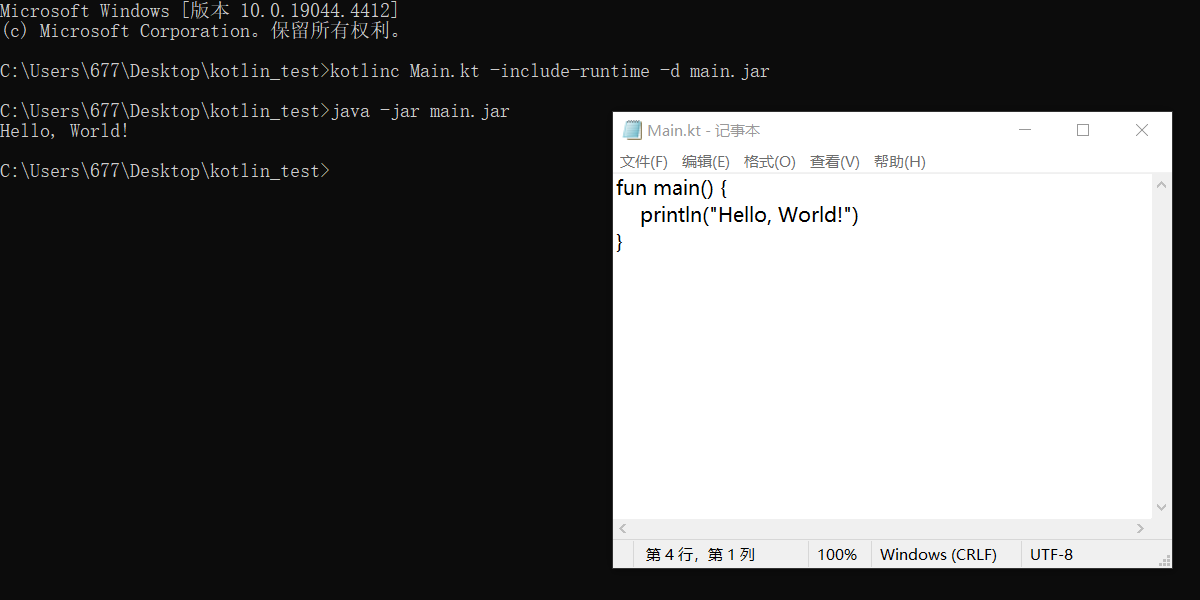 Microsoft Windows [版本 10.0.19044.4412]
(c) Microsoft Corporation。保留所有权利。
C:\Users\677\Desktop\kotlin_test>kotlinc Main.kt -include-runtime -d main.jar
C:\Users\677\Desktop\kotlin_test>java -jar main.jar
Hello, World!
C:\Users\677\Desktop\kotlin_test>
Main.kt - 记事本
文件(F) 编辑(E) 格式(O) 查看(V) 帮助(H)
fun main() {
    println("Hello, World!")
}
第 4 行，第 1 列 100% Windows (CRLF) UTF-8